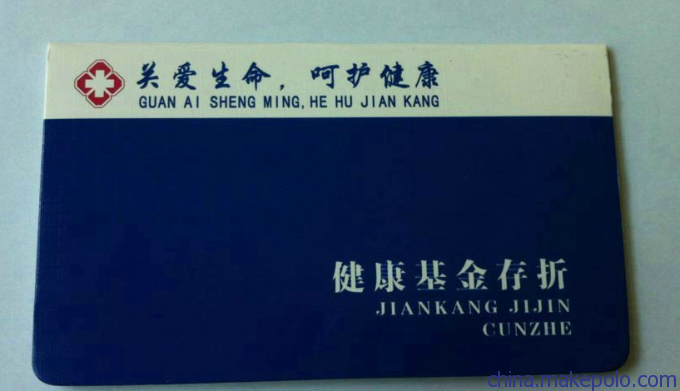 关爱生命，呵护健康
GUAN AI SHENG MING, HE HU JIAN KANG
健康基金存折
JIANKANG JIJIN
CUNZHE
china.makepolo.com